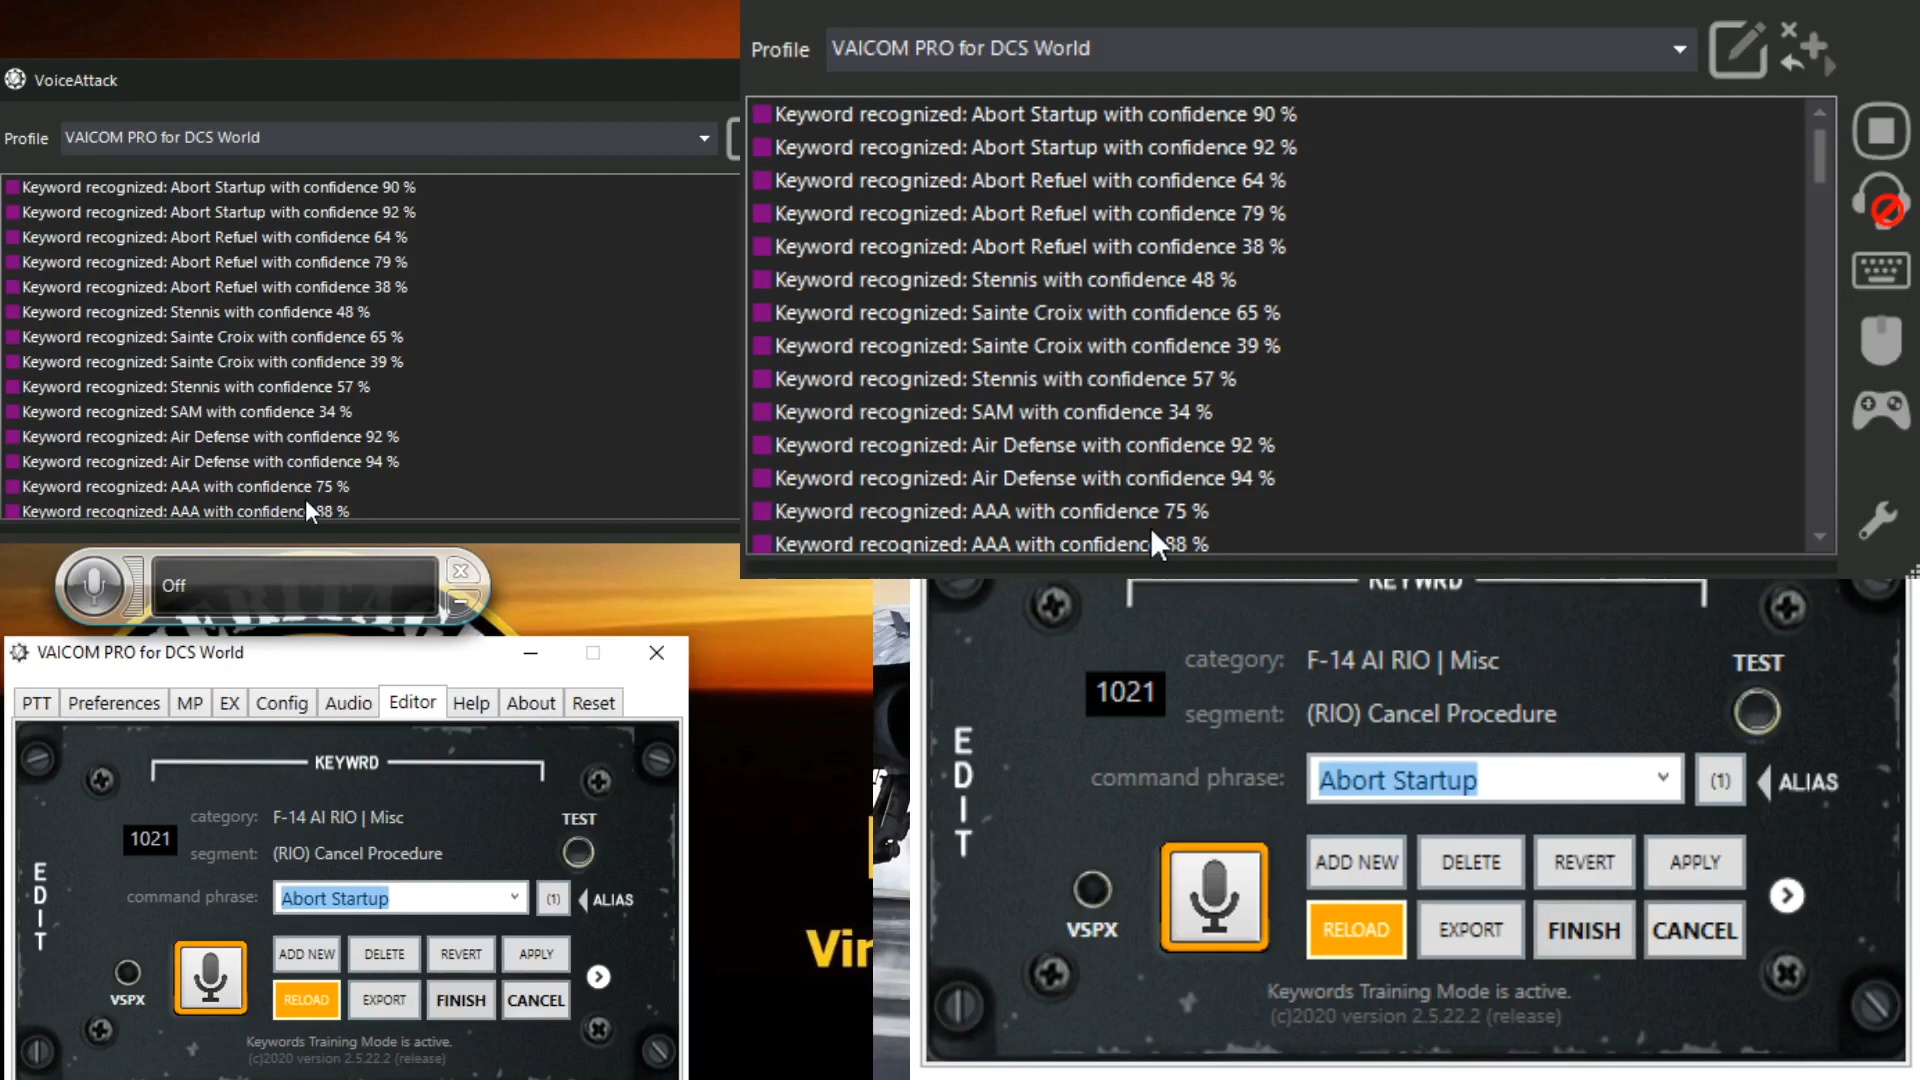 VoiceAttack
Profile VAICOM PRO for DCS World
Keyword recognized: Abort Startup with confidence 90 %
Keyword recognized: Abort Startup with confidence 92 %
Keyword recognized: Abort Refuel with confidence 64 %
Keyword recognized: Abort Refuel with confidence 79 %
Keyword recognized: Abort Refuel with confidence 38 %
Keyword recognized: Stennis with confidence 48 %
Keyword recognized: Sainte Croix with confidence 65 %
Keyword recognized: Sainte Croix with confidence 39 %
Keyword recognized: Stennis with confidence 57 %
Keyword recognized: SAM with confidence 34 %
Keyword recognized: Air Defense with confidence 92 %
Keyword recognized: Air Defense with confidence 94 %
Keyword recognized: AAA with confidence 75 %
Keyword recognized: AAA with confidence 88 %
Off
VAICOM PRO for DCS World
PTT Preferences MP EX Config Audio Editor Help About Reset
KEYWRD
category: F-14 AI RIO | Misc TEST
1021
segment: (RIO) Cancel Procedure
EDIT
command phrase: Abort Startup (1) ALIAS
ADD NEW DELETE REVERT APPLY
VSPX
RELOAD EXPORT FINISH CANCEL
Keywords Training Mode is active.
(c)2020 version 2.5.22.2 (release)
Profile VAICOM PRO for DCS World
Keyword recognized: Abort Startup with confidence 90 %
Keyword recognized: Abort Startup with confidence 92 %
Keyword recognized: Abort Refuel with confidence 64 %
Keyword recognized: Abort Refuel with confidence 79 %
Keyword recognized: Abort Refuel with confidence 38 %
Keyword recognized: Stennis with confidence 48 %
Keyword recognized: Sainte Croix with confidence 65 %
Keyword recognized: Sainte Croix with confidence 39 %
Keyword recognized: Stennis with confidence 57 %
Keyword recognized: SAM with confidence 34 %
Keyword recognized: Air Defense with confidence 92 %
Keyword recognized: Air Defense with confidence 94 %
Keyword recognized: AAA with confidence 75 %
Keyword recognized: AAA with confidence 88 %
KEYWRD
category: F-14 AI RIO | Misc TEST
1021
segment: (RIO) Cancel Procedure
EDIT
command phrase: Abort Startup (1) ALIAS
ADD NEW DELETE REVERT APPLY
VSPX
RELOAD EXPORT FINISH CANCEL
Keywords Training Mode is active.
(c)2020 version 2.5.22.2 (release)